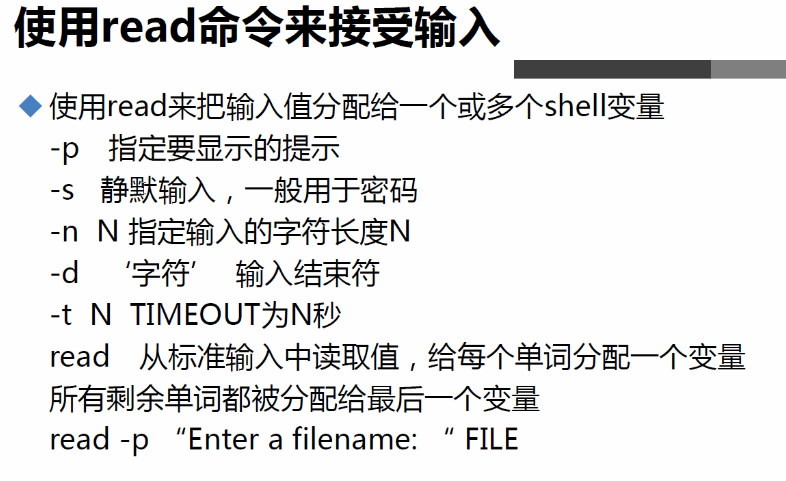 使用read命令来接受输入
使用read来把输入值分配给一个或多个shell变量
-p 指定要显示的提示
-s 静默输入，一般用于密码
-n N 指定输入的字符长度N
-d ‘字符’ 输入结束符
-t N TIMEOUT为N秒
read 从标准输入中读取值，给每个单词分配一个变量
所有剩余单词都被分配给最后一个变量
read -p “Enter a filename: “ FILE